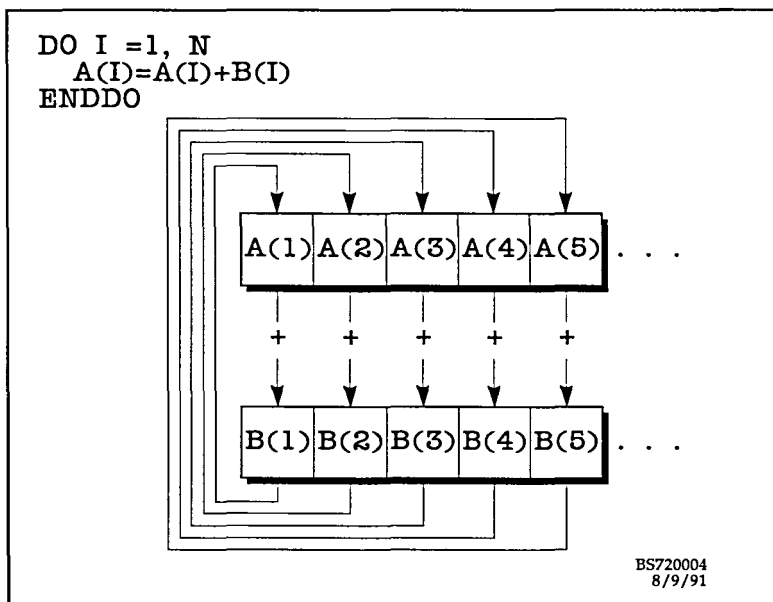 DO I =1, N
A(I)=A(I)+B(I)
ENDDO
A(1) A(2) A(3) A(4) A(5) . . .
+ + + + +
B(1) B(2) B(3) B(4) B(5) . . .
BS720004
8/9/91